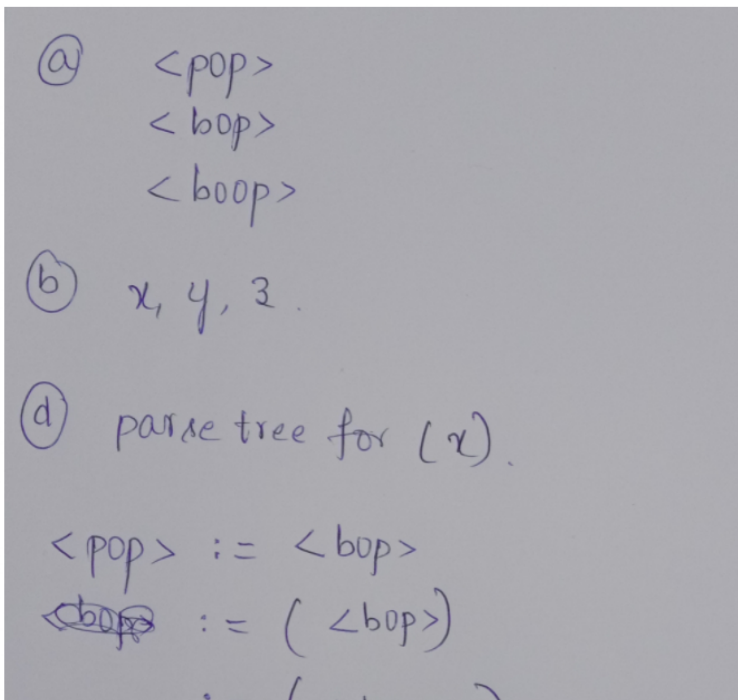 (a) <pop>
<bop>
<boop>
(b) x, y, z.
(d) parse tree for (x).
<pop> := <bop>
:= ( <bop>)